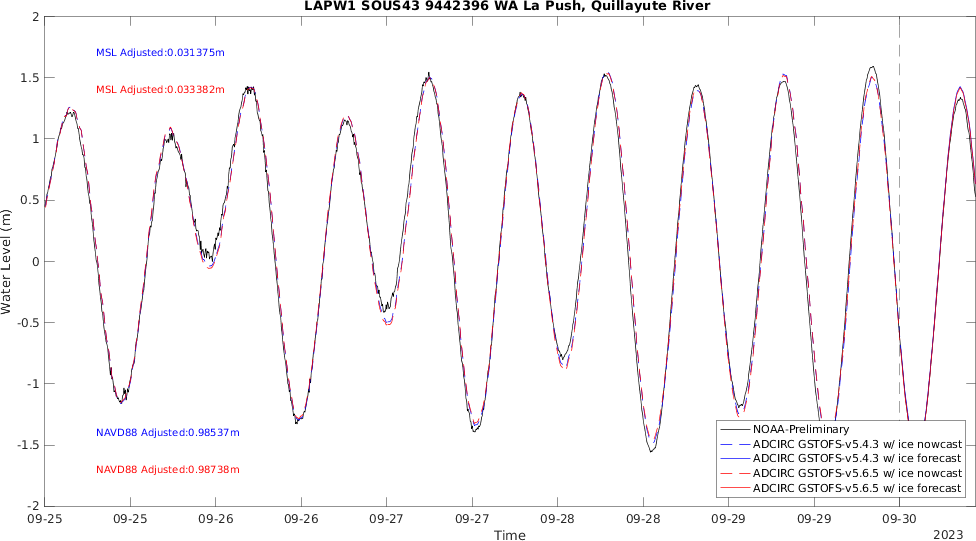 LAPW1 SOUS43 9442396 WA La Push, Quillayute River
2
1.5
1
0.5
0
-0.5
-1
-1.5
-2
Water Level (m)
MSL Adjusted:0.031375m
MSL Adjusted:0.033382m
NAVD88 Adjusted:0.98537m
NAVD88 Adjusted:0.98738m
NOAA-Preliminary
ADCIRC GSTOFS-v5.4.3 w/ice nowcast
ADCIRC GSTOFS-v5.4.3 w/ice forecast
ADCIRC GSTOFS-v5.6.5 w/ice nowcast
ADCIRC GSTOFS-v5.6.5 w/ice forecast
09-25 09-25 09-26 09-26 09-27 09-27 09-28 09-28 09-29 09-29 09-30
Time
2023